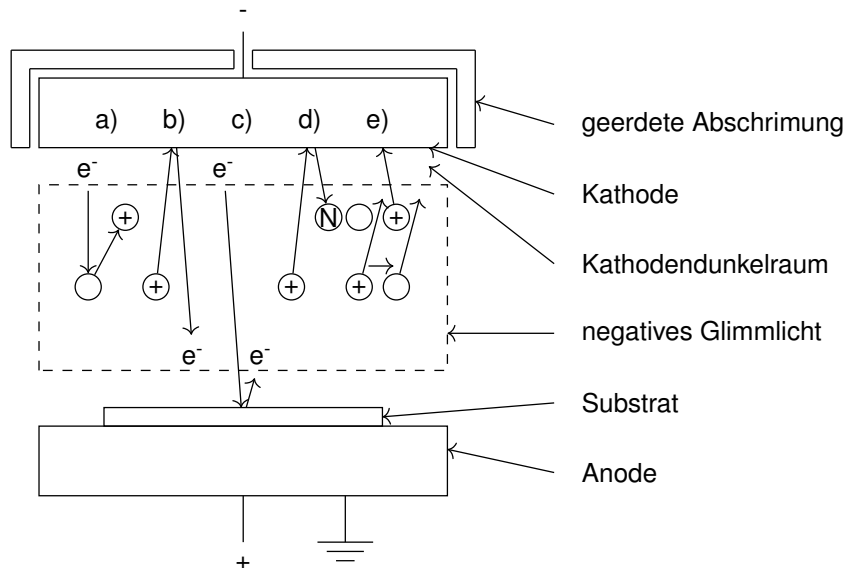 -
a) b) c) d) e)
geerdete Abschrimung
e- e-
Kathode
+ N +
Kathodendunkelraum
+ + +
negatives Glimmlicht
e- e-
Substrat
Anode
+